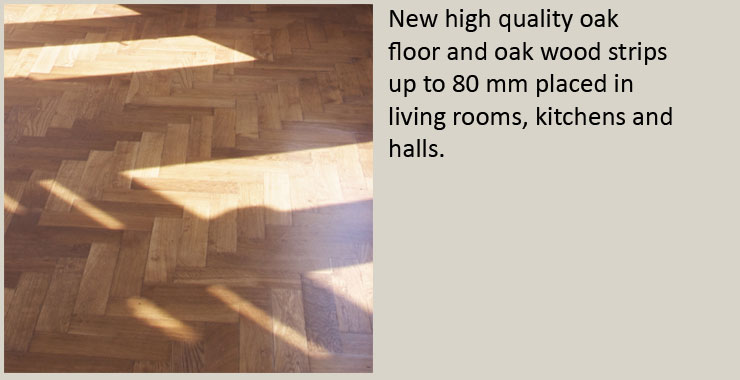 New high quality oak
floor and oak wood strips
up to 80 mm placed in
living rooms, kitchens and
halls.